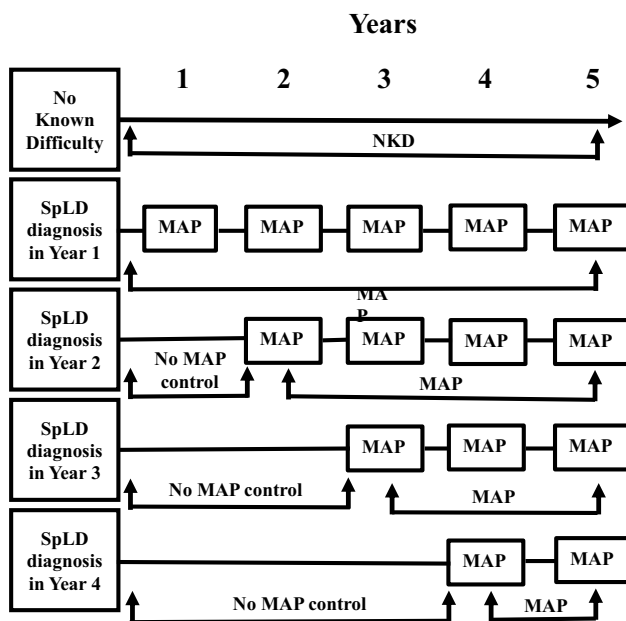 Years
1 2 3 4 5
No
Known
Difficulty
NKD
SpLD
diagnosis
in Year 1
MAP MAP MAP MAP MAP
MA
P
SpLD
diagnosis
in Year 2
MAP MAP MAP MAP
No MAP
control
MAP
SpLD
diagnosis
in Year 3
MAP MAP MAP
No MAP control
MAP
SpLD
diagnosis
in Year 4
MAP MAP
No MAP control
MAP